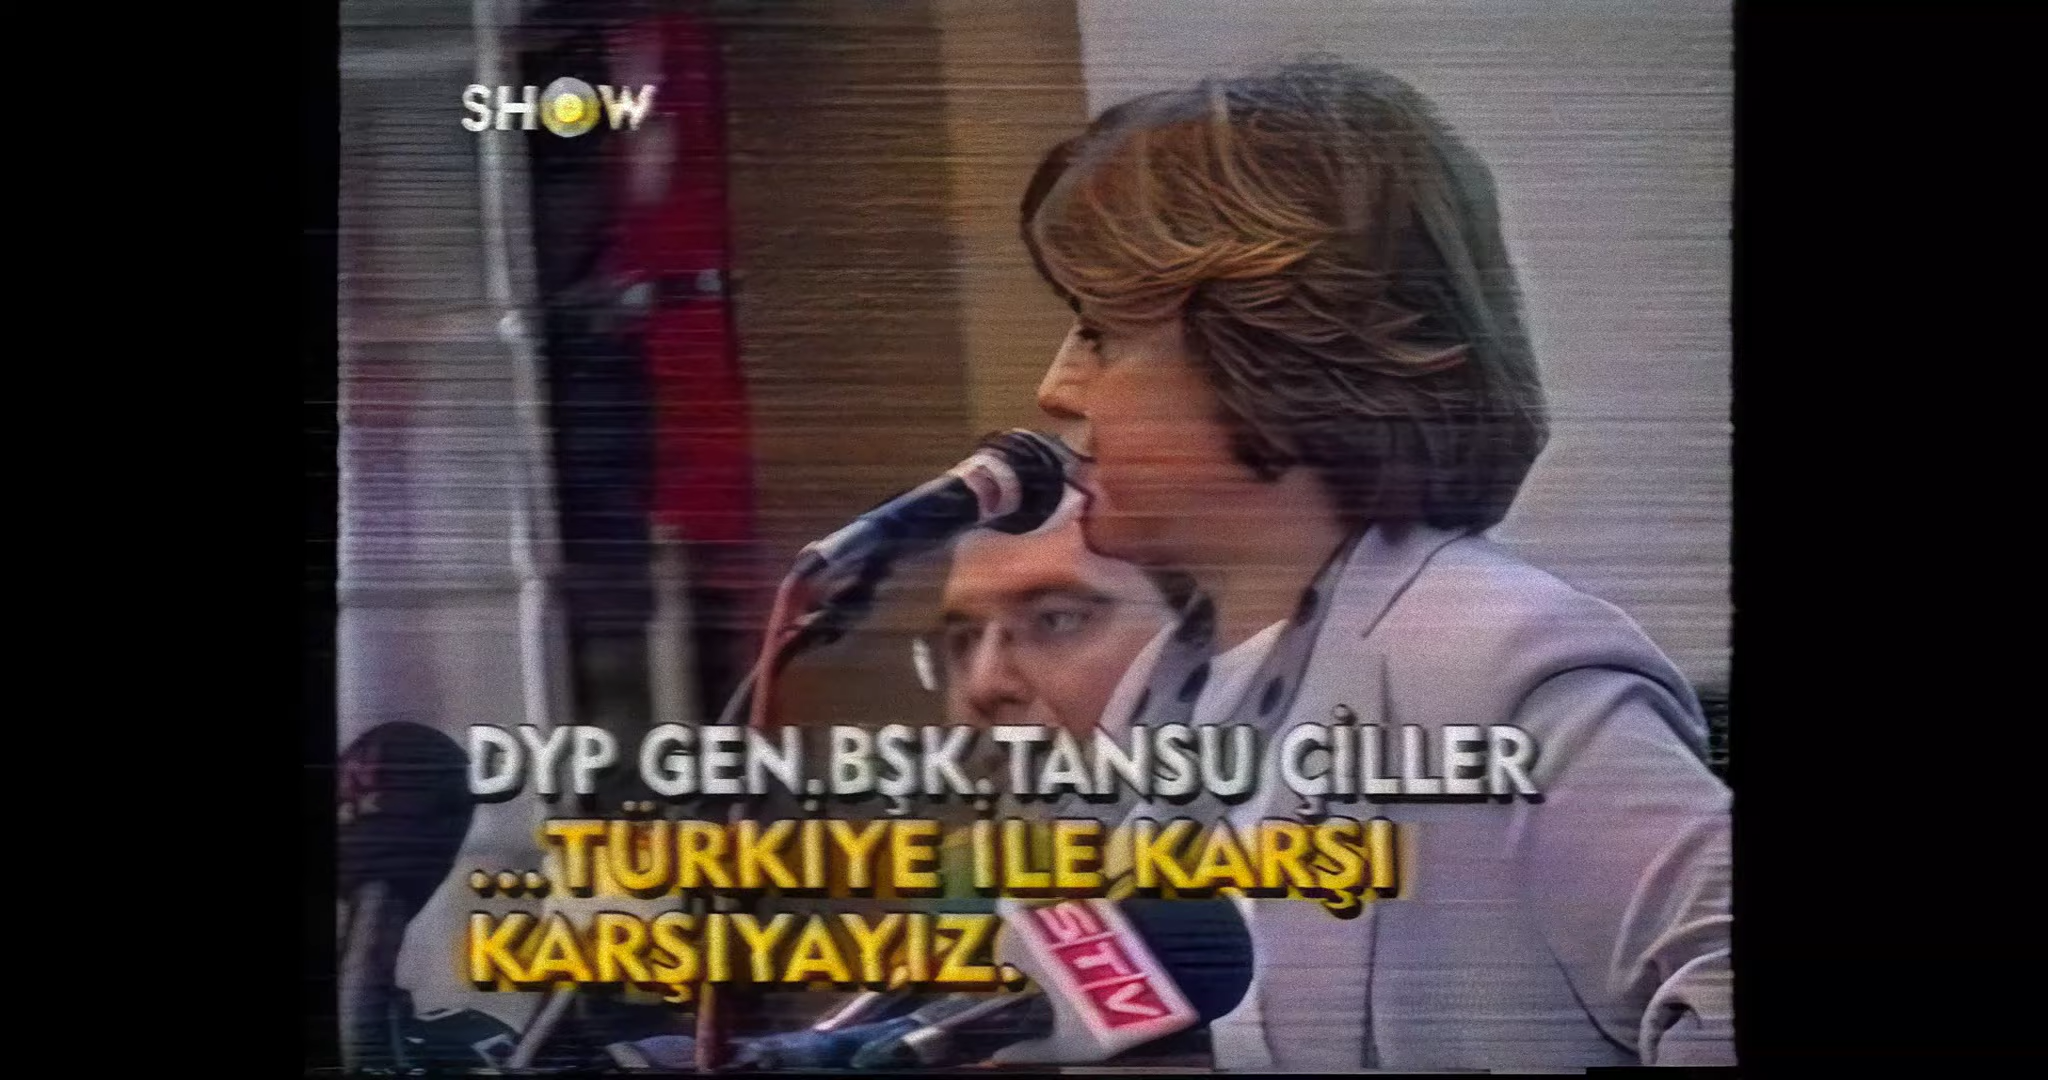 SHOW
DYP GEN.BŞK.TANSU ÇİLLER
...TÜRKİYE İLE KARŞI
KARŞIYAYIZ.
STV